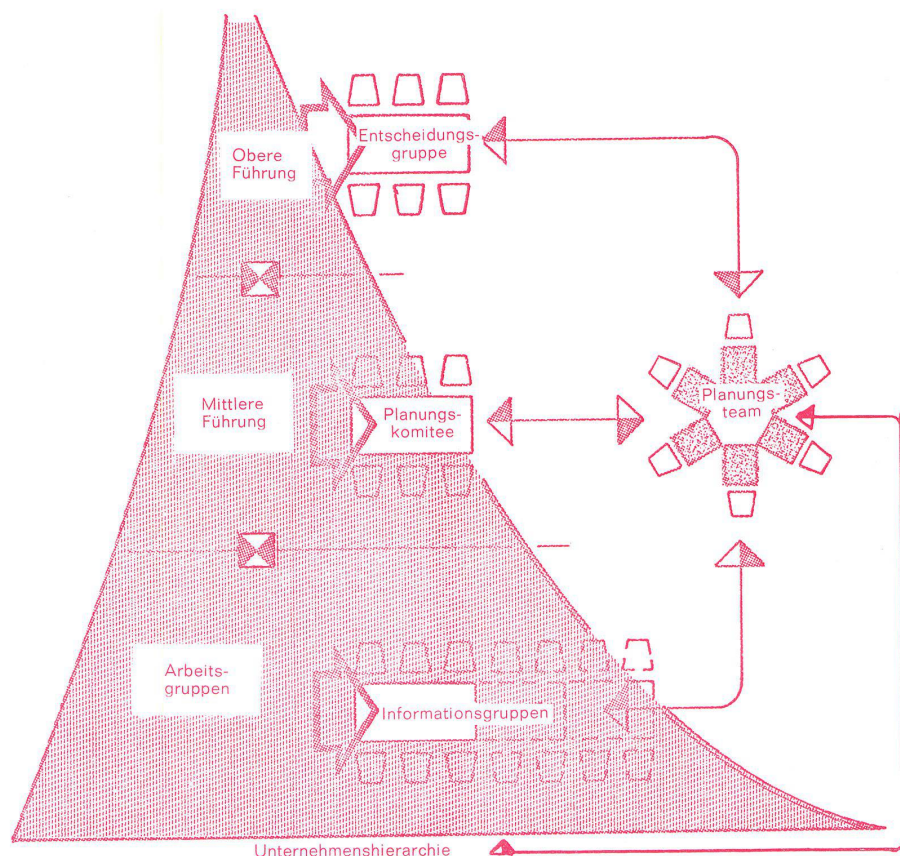 Entscheidungs-
gruppe
Obere
Führung
Mittlere
Führung
Planungs-
komitee
Planungs-
team
Arbeits-
gruppen
Informationsgruppen
Unternehmenshierarchie